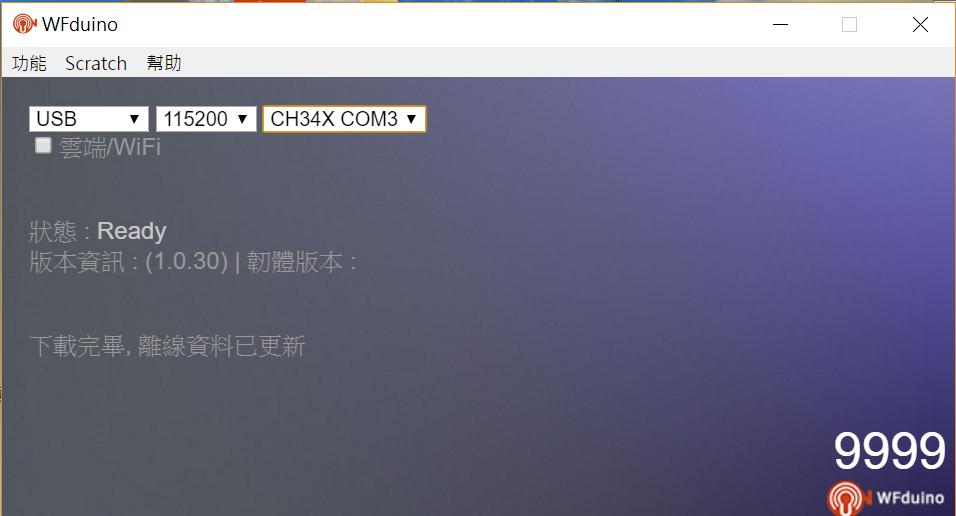 WFduino
功能 Scratch 幫助
USB 115200 CH34X COM3
雲端/WiFi
狀態 : Ready
版本資訊 : (1.0.30) | 韌體版本 :
下載完畢, 離線資料已更新
9999
WFduino